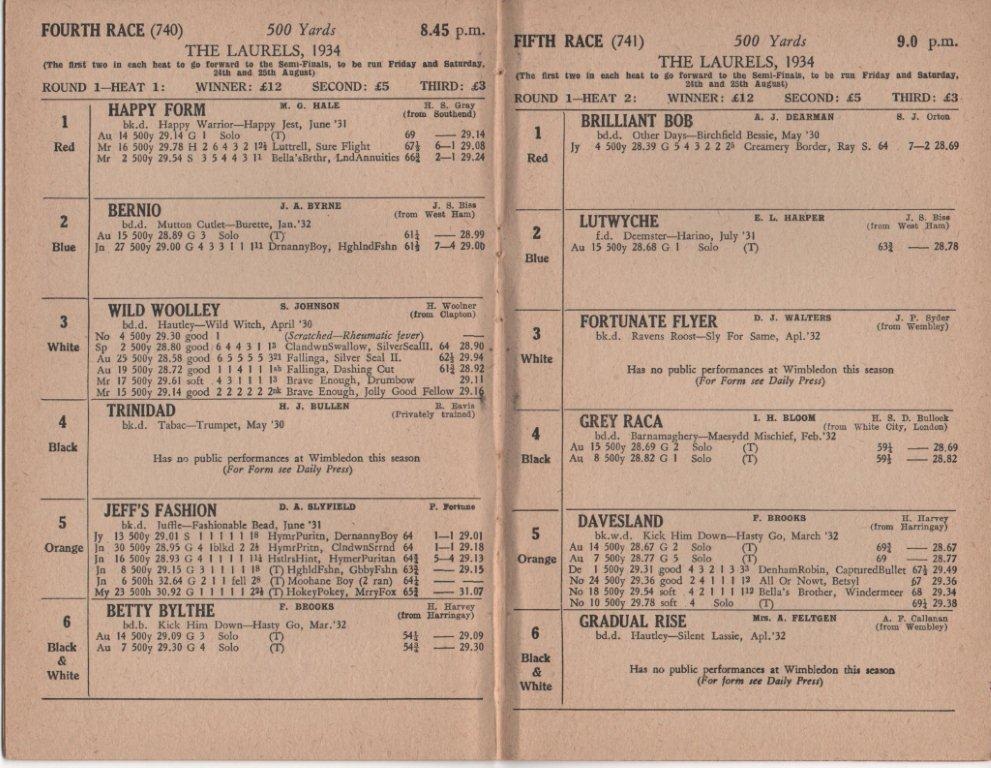 FOURTH RACE (740) 500 Yards 8.45 p.m.
THE LAURELS, 1934
(The first two in each heat to go forward to the Semi-Finals, to be run Friday and Saturday,
24th and 25th August)
ROUND 1—HEAT 1: WINNER: £12 SECOND: £5 THIRD: £3
1
Red
HAPPY FORM M. G. HALE H. S. Gray
(from Southend)
bk.d. Happy Warrior—Happy Jest, June '31
Au 14 500y 29.14 G 1 Solo (T) 69 —— 29.14
Mr 16 500y 29.78 H 2 6 4 3 2 12½ Luttrell, Sure Flight 67½ 6—1 29.08
Mr 2 500y 29.54 S 3 5 4 4 3 1¹ Bella'sBrthr, LndAnnuities 66¾ 2—1 29.24
2
Blue
BERNIO J. A. BYRNE J. S. Biss
(from West Ham)
bd.d. Mutton Cutlet—Burette, Jan.'32
Au 15 500y 28.89 G 3 Solo (T) 61¼ —— 28.99
Jn 27 500y 29.00 G 4 3 3 1 1 1¹¹ DrnannyBoy, HghlndFshn 61½ 7—4 29.00
3
White
WILD WOOLLEY S. JOHNSON H. Woolner
(from Clapton)
bd.d. Hautley—Wild Witch, April '30
No 4 500y 29.30 good 1 (Scratched—Rheumatic fever) ——
Sp 2 500y 28.80 good 6 4 4 3 1 1³ ClandwnSwallow, SilverSealII. 64 28.90
Au 25 500y 28.58 good 6 5 5 5 5 3²¹ Fallinga, Silver Seal II. 62½ 29.94
Au 19 500y 28.72 good 1 1 4 1 1 1ˢʰ Fallinga, Dashing Cut 61¾ 28.92
Mr 17 500y 29.61 soft 4 3 1 1 1 1³ Brave Enough, Drumbow 29.11
Mr 15 500y 29.14 good 2 2 2 2 2 2ⁿᵏ Brave Enough, Jolly Good Fellow 29.16
4
Black
TRINIDAD H. J. BULLEN R. Eavis
(Privately trained)
bk.d. Tabac—Trumpet, May '30
Has no public performances at Wimbledon this season
(For Form see Daily Press)
5
Orange
JEFF'S FASHION D. A. SLYFIELD P. Fortune
bk.d. Juffle—Fashionable Bead, June '31
Jy 13 500y 29.01 S 1 1 1 1 1 1⁸ HymrPuritn, DrnannyBoy 64 1—1 29.01
Jn 30 500y 28.95 G 4 1blkd 2 2⅛ HymrPritn, ClndwnSrrnd 64 1—1 29.18
Jn 16 500y 28.93 G 4 1 1 1 1 1¹¼ HstlrsHint, HymerPuritan 64¾ 5—4 29.13
Jn 8 500y 29.15 G 3 1 1 1 1 1⁸ (T) HghldFshn, GbbyFshn 63¾ —— 29.15
Jn 6 500h 32.64 G 2 1 1 fell 2⁸ (T) Moohane Boy (2 ran) 64½ —— ——
My 23 500h 30.92 G 1 1 1 1 1 2²½ (T) HokeyPokey, MrryFox 65¾ —— 31.07
6
Black
&
White
BETTY BYLTHE F. BROOKS H. Harvey
(from Harringay)
bd.b. Kick Him Down—Hasty Go, Mar.'32
Au 14 500y 29.09 G 3 Solo (T) 54¼ —— 29.09
Au 7 500y 29.30 G 4 Solo (T) 54¾ —— 29.30
FIFTH RACE (741) 500 Yards 9.0 p.m.
THE LAURELS, 1934
(The first two in each heat to go forward to the Semi-Finals, to be run Friday and Saturday,
24th and 25th August)
ROUND 1—HEAT 2: WINNER: £12 SECOND: £5 THIRD: £3
1
Red
BRILLIANT BOB A. J. DEARMAN S. J. Orton
bd.d. Other Days—Birchfield Bessie, May '30
Jy 4 500y 28.39 G 5 4 3 2 2 2⁵ Creamery Border, Ray S. 64 7—2 28.69
2
Blue
LUTWYCHE E. L. HARPER J. S. Biss
(from West Ham)
f.d. Deemster—Harino, July '31
Au 15 500y 28.68 G 1 Solo (T) 63¾ —— 28.78
3
White
FORTUNATE FLYER D. J. WALTERS J. F. Syder
(from Wembley)
bk.d. Ravens Roost—Sly For Same, Apl.'32
Has no public performances at Wimbledon this season
(For Form see Daily Press)
4
Black
GREY RACA I. H. BLOOM H. S. D. Bullock
(from White City, London)
bd.d. Barnamaghery—Maesydd Mischief, Feb.'32
Au 15 500y 28.69 G 2 Solo (T) 59½ —— 28.69
Au 8 500y 28.82 G 1 Solo (T) 59½ —— 28.82
5
Orange
DAVESLAND F. BROOKS H. Harvey
(from Harringay)
bk.w.d. Kick Him Down—Hasty Go, March '32
Au 14 500y 28.67 G 2 Solo (T) 69¾ —— 28.67
Au 7 500y 28.77 G 5 Solo (T) 69 —— 28.77
De 1 500y 29.31 good 4 3 2 1 3 3³ DenhamRobin, CapturedBullet 67½ 29.49
No 24 500y 29.36 good 2 4 1 1 1 1² All Or Nowt, Betsyl 67 29.36
No 18 500y 29.54 soft 4 2 1 1 1 1¹² Bella's Brother, Windermeer 68 29.34
No 10 500y 29.78 soft 4 Solo (T) 69½ 29.38
6
Black
&
White
GRADUAL RISE Mrs. A. FELTGEN A. P. Callanan
(from Wembley)
bd.d. Hautley—Silent Lassie, Apl.'32
Has no public performances at Wimbledon this season
(For form see Daily Press)